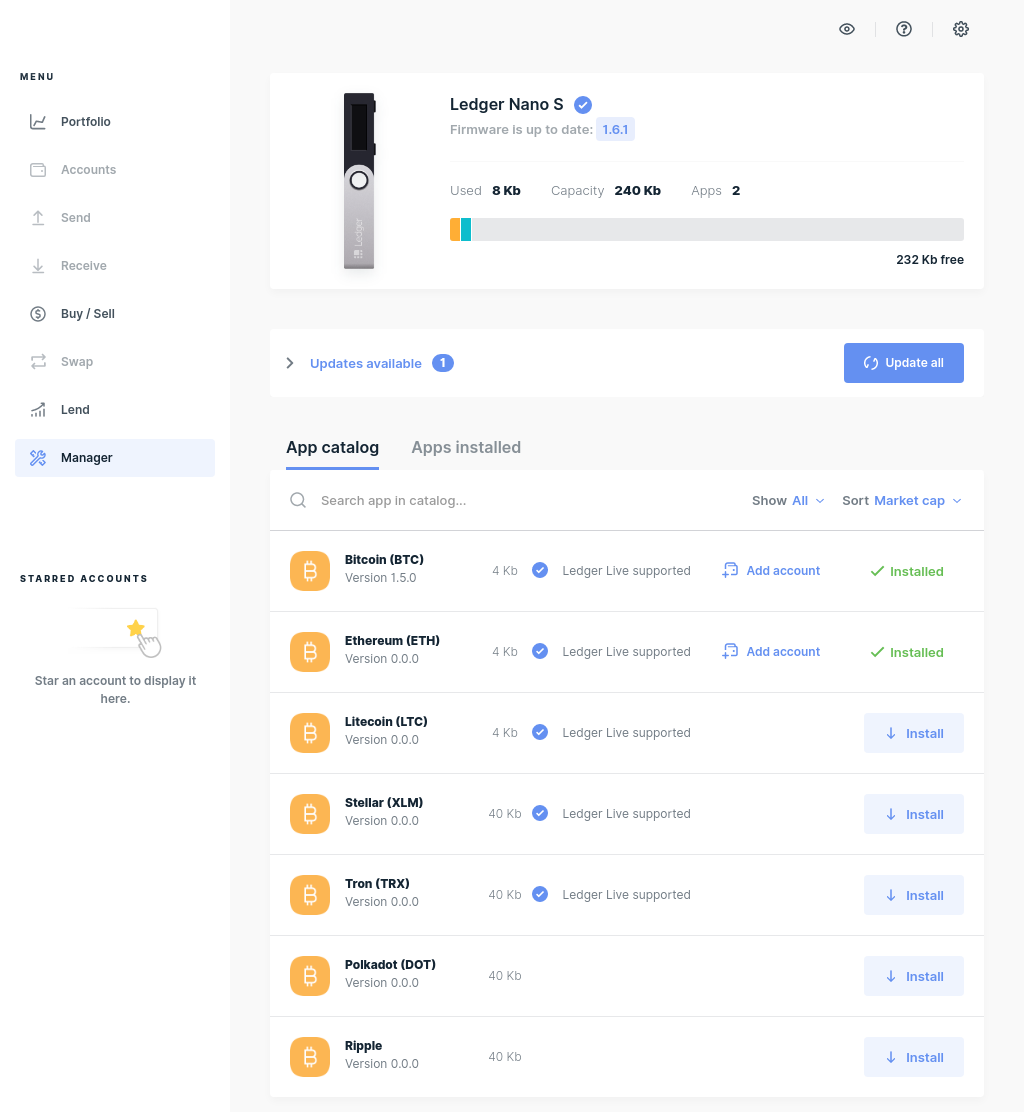 MENU
Portfolio
Accounts
Send
Receive
Buy / Sell
Swap
Lend
Manager
STARRED ACCOUNTS
Star an account to display it
here.
Ledger
Ledger Nano S
Firmware is up to date: 1.6.1
Used 8 Kb Capacity 240 Kb Apps 2
232 Kb free
Updates available 1
Update all
App catalog Apps installed
Search app in catalog... Show All Sort Market cap
Bitcoin (BTC)
Version 1.5.0
4 Kb Ledger Live supported Add account Installed
Ethereum (ETH)
Version 0.0.0
4 Kb Ledger Live supported Add account Installed
Litecoin (LTC)
Version 0.0.0
4 Kb Ledger Live supported Install
Stellar (XLM)
Version 0.0.0
40 Kb Ledger Live supported Install
Tron (TRX)
Version 0.0.0
40 Kb Ledger Live supported Install
Polkadot (DOT)
Version 0.0.0
40 Kb Install
Ripple
Version 0.0.0
40 Kb Install